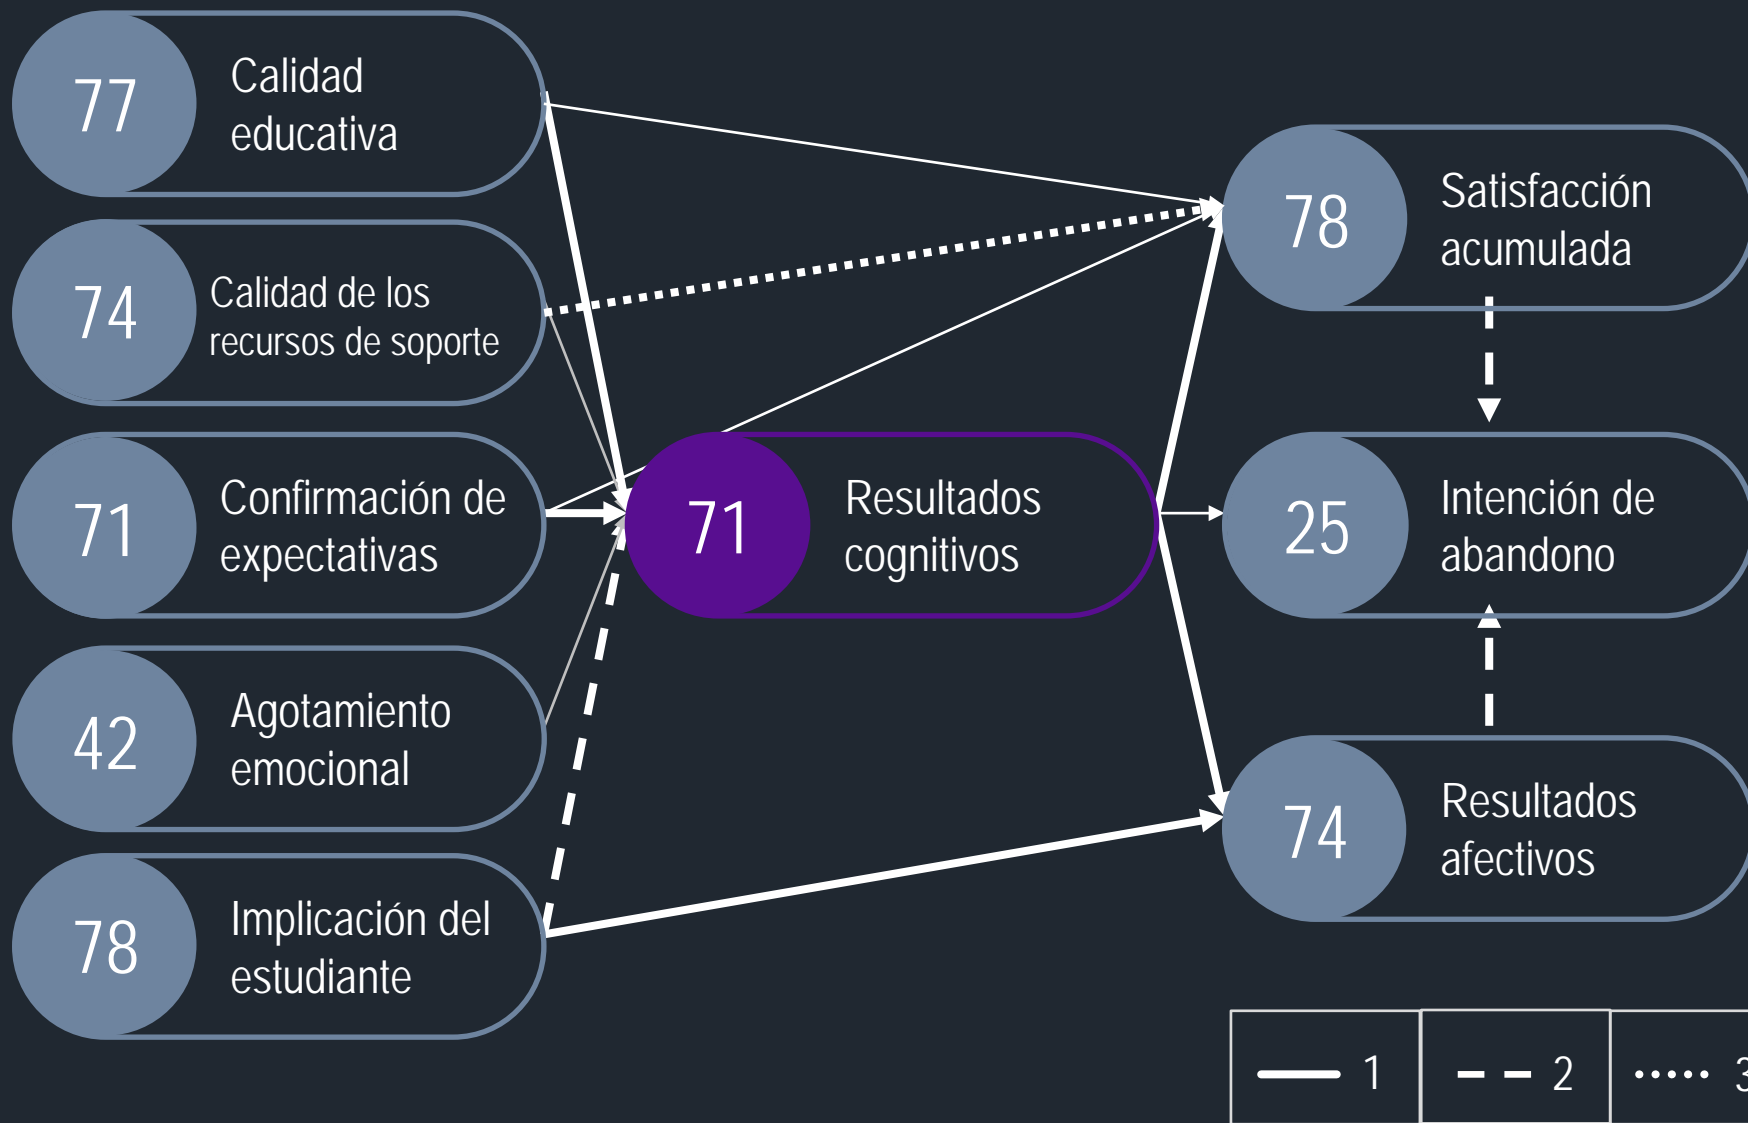 77
Calidad
educativa
74
Calidad de los
recursos de soporte
71
Confirmación de
expectativas
42
Agotamiento
emocional
78
Implicación del
estudiante
71
Resultados
cognitivos
78
Satisfacción
acumulada
25
Intención de
abandono
74
Resultados
afectivos
1
2
3